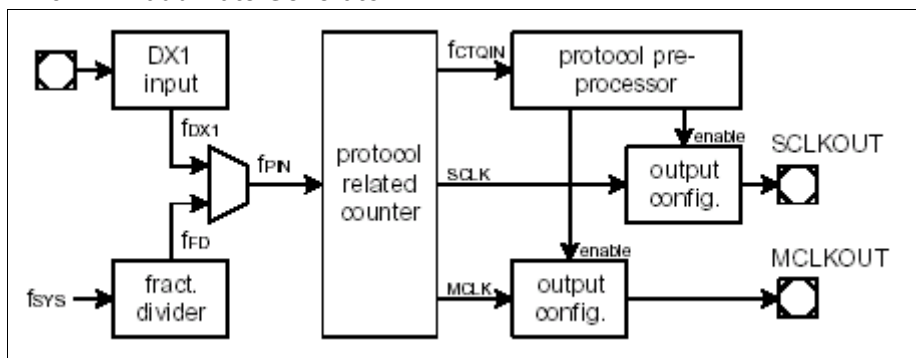 DX1
input
fDX1
fPIN
fFD
fSYS
fract.
divider
protocol
related
counter
fCTQIN
protocol pre-
processor
enable
SCLK
output
config.
SCLKOUT
enable
MCLK
output
config.
MCLKOUT